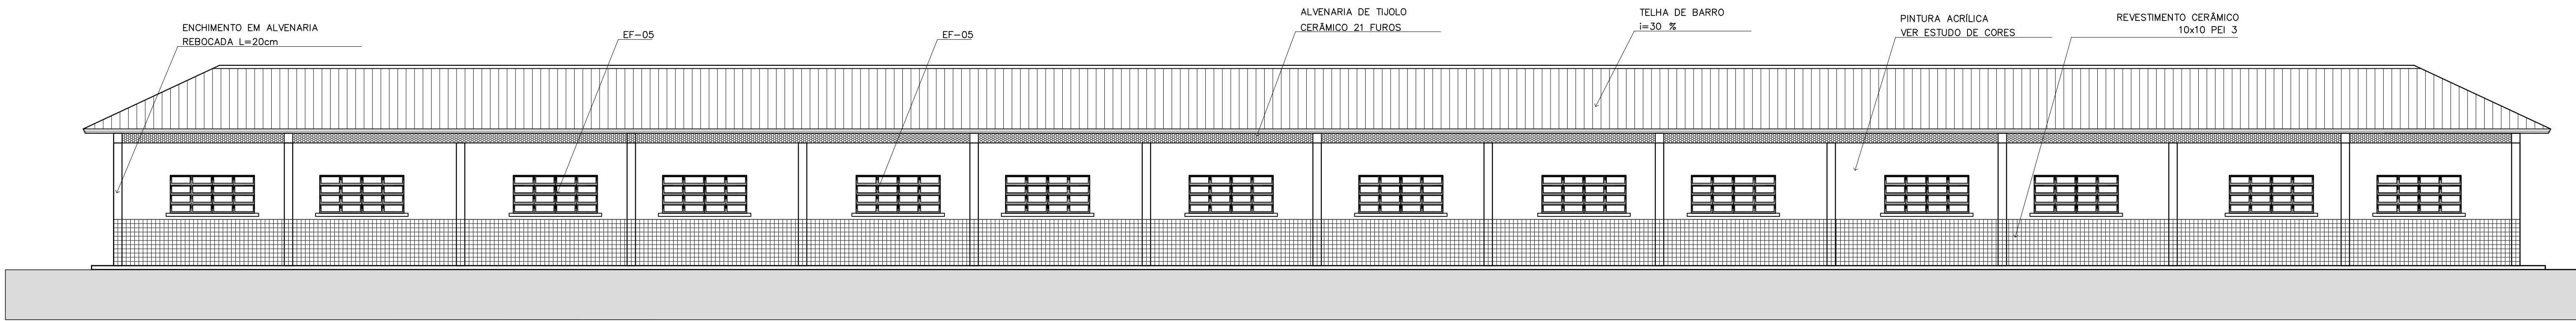 ENCHIMENTO EM ALVENARIA
REBOCADA L=20cm
EF-05
EF-05
ALVENARIA DE TIJOLO
CERÂMICO 21 FUROS
TELHA DE BARRO
i=30 %
PINTURA ACRÍLICA
VER ESTUDO DE CORES
REVESTIMENTO CERÂMICO
10x10 PEI 3